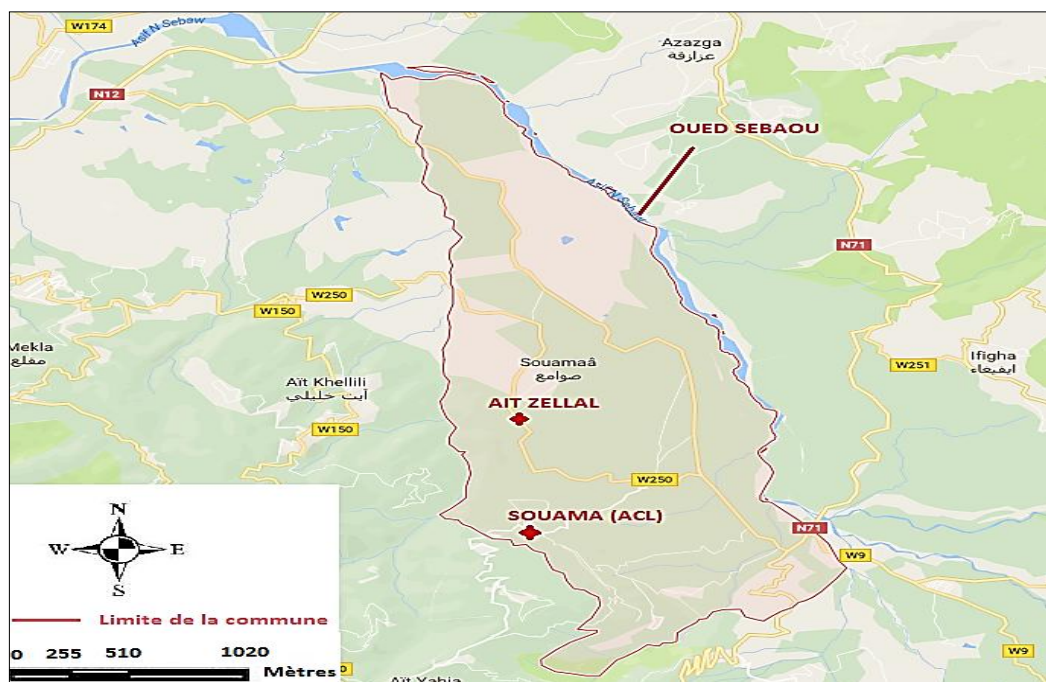 W174
Asif N Sebaw
Azazga
عزازقة
N12
OUED SEBAOU
Asif N Sebaw
N71
W250
W150
Mekla
مقلع
Aït Khellili
آيت خليلي
Souamaâ
صوامع
W251
Ifigha
ايفيغاء
AIT ZELLAL
W150
W250
SOUAMA (ACL)
N71
W9
N
W E
S
Limite de la commune
0 255 510 1020
Mètres
W9
Aït Yahia